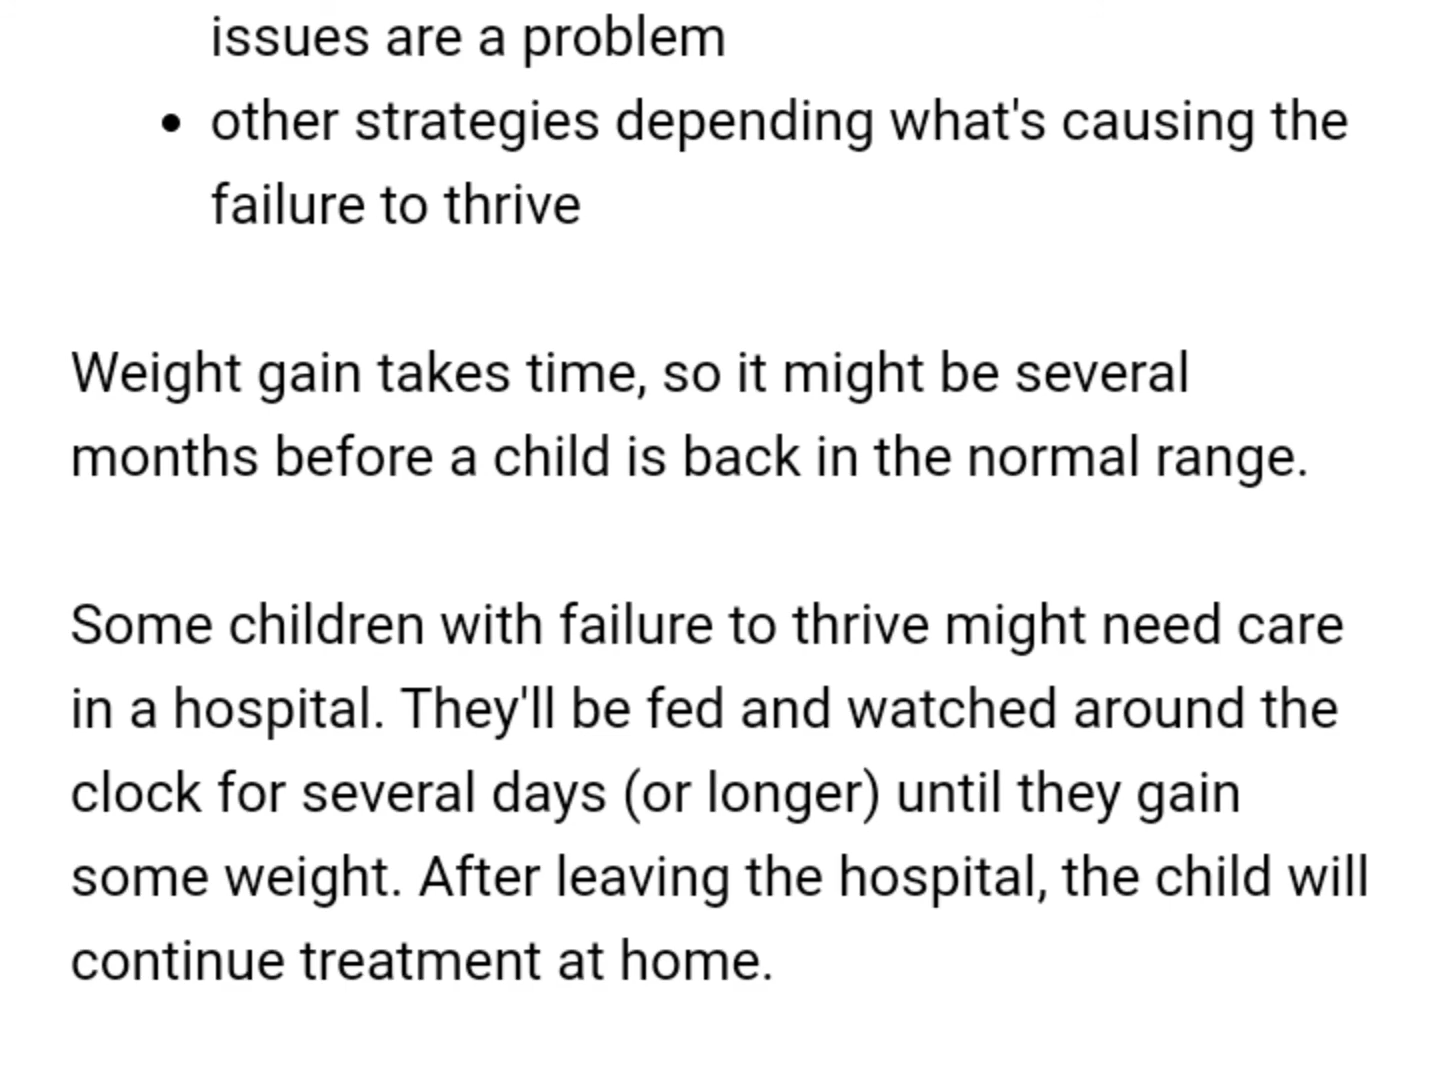 issues are a problem
• other strategies depending what's causing the
failure to thrive
Weight gain takes time, so it might be several
months before a child is back in the normal range.
Some children with failure to thrive might need care
in a hospital. They'll be fed and watched around the
clock for several days (or longer) until they gain
some weight. After leaving the hospital, the child will
continue treatment at home.